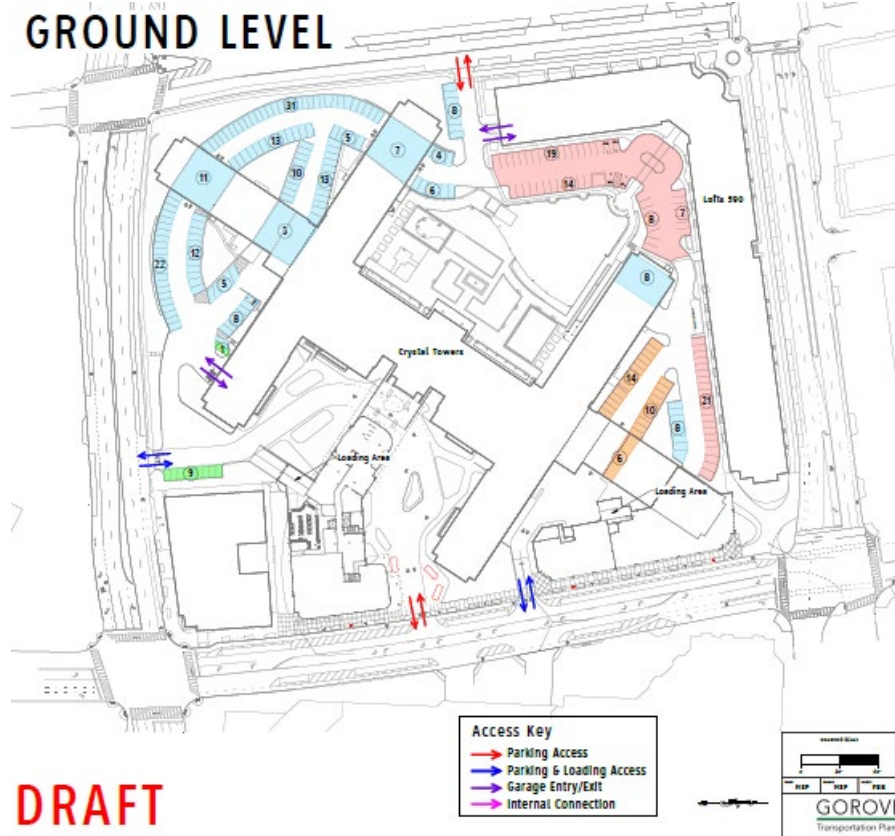 GROUND LEVEL
31
8
13
5
10
7
4
19
13
11
6
14
Lofts 590
3
8
7
12
22
5
8
8
1
Crystal Towers
14
10
21
8
Loading Area
6
9
Loading Area
Access Key
Parking Access
Parking & Loading Access
Garage Entry/Exit
Internal Connection
DRAFT
GOROV
Transportation Plan